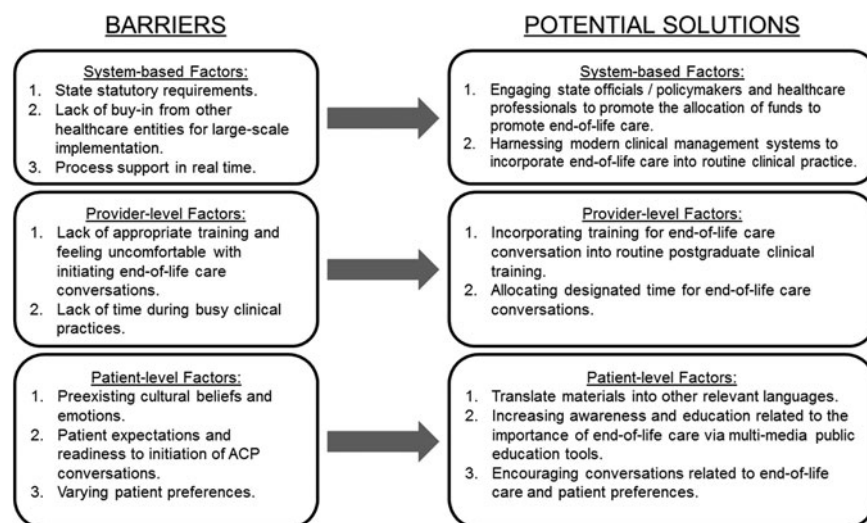 BARRIERS
System-based Factors:
1. State statutory requirements.
2. Lack of buy-in from other
healthcare entities for large-scale
implementation.
3. Process support in real time.
Provider-level Factors:
1. Lack of appropriate training and
feeling uncomfortable with
initiating end-of-life care
conversations.
2. Lack of time during busy clinical
practices.
Patient-level Factors:
1. Preexisting cultural beliefs and
emotions.
2. Patient expectations and
readiness to initiation of ACP
conversations.
3. Varying patient preferences.
POTENTIAL SOLUTIONS
System-based Factors:
1. Engaging state officials / policymakers and healthcare
professionals to promote the allocation of funds to
promote end-of-life care.
2. Harnessing modern clinical management systems to
incorporate end-of-life care into routine clinical practice.
Provider-level Factors:
1. Incorporating training for end-of-life care
conversation into routine postgraduate clinical
training.
2. Allocating designated time for end-of-life care
conversations.
Patient-level Factors:
1. Translate materials into other relevant languages.
2. Increasing awareness and education related to the
importance of end-of-life care via multi-media public
education tools.
3. Encouraging conversations related to end-of-life
care and patient preferences.